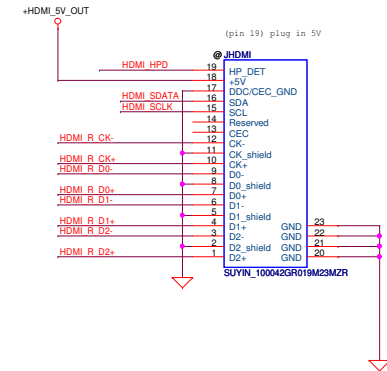 +HDMI_5V_OUT
(pin 19) plug in 5V
@ JHDMI
HDMI_HPD 19 HP_DET
18 +5V
17 DDC/CEC_GND
HDMI_SDATA 16 SDA
HDMI_SCLK 15 SCL
14 Reserved
13 CEC
HDMI_R_CK- 12 CK-
11 CK_shield
HDMI_R_CK+ 10 CK+
HDMI_R_D0- 9 D0-
8 D0_shield
HDMI_R_D0+ 7 D0+
HDMI_R_D1- 6 D1-
5 D1_shield
HDMI_R_D1+ 4 D1+ GND 23
HDMI_R_D2- 3 D2- GND 22
2 D2_shield GND 21
HDMI_R_D2+ 1 D2+ GND 20
SUYIN_100042GR019M23MZR